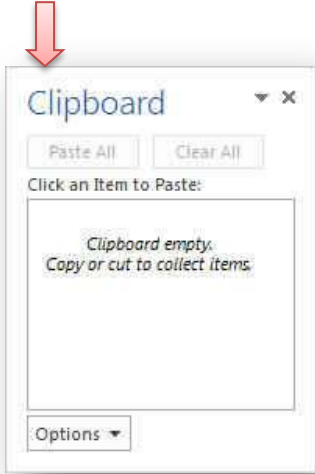 Clipboard
Paste All Clear All
Click an Item to Paste:
Clipboard empty.
Copy or cut to collect items.
Options